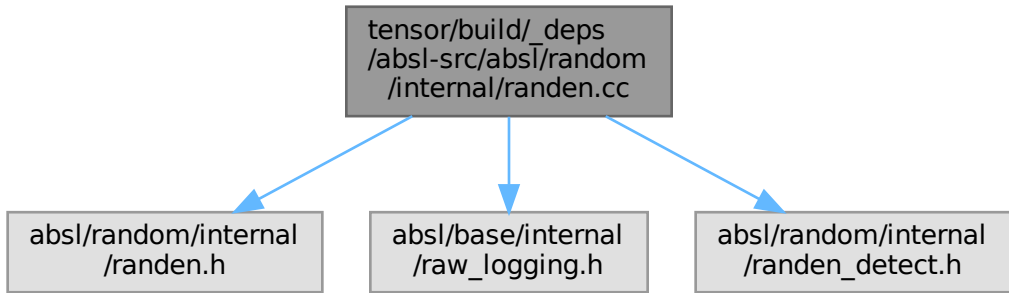 tensor/build/_deps
/absl-src/absl/random
/internal/randen.cc
absl/random/internal
/randen.h
absl/base/internal
/raw_logging.h
absl/random/internal
/randen_detect.h